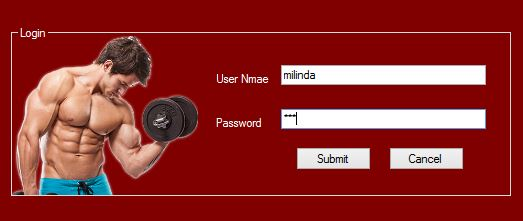 Login
User Nmae
milinda
Password
***
Submit
Cancel